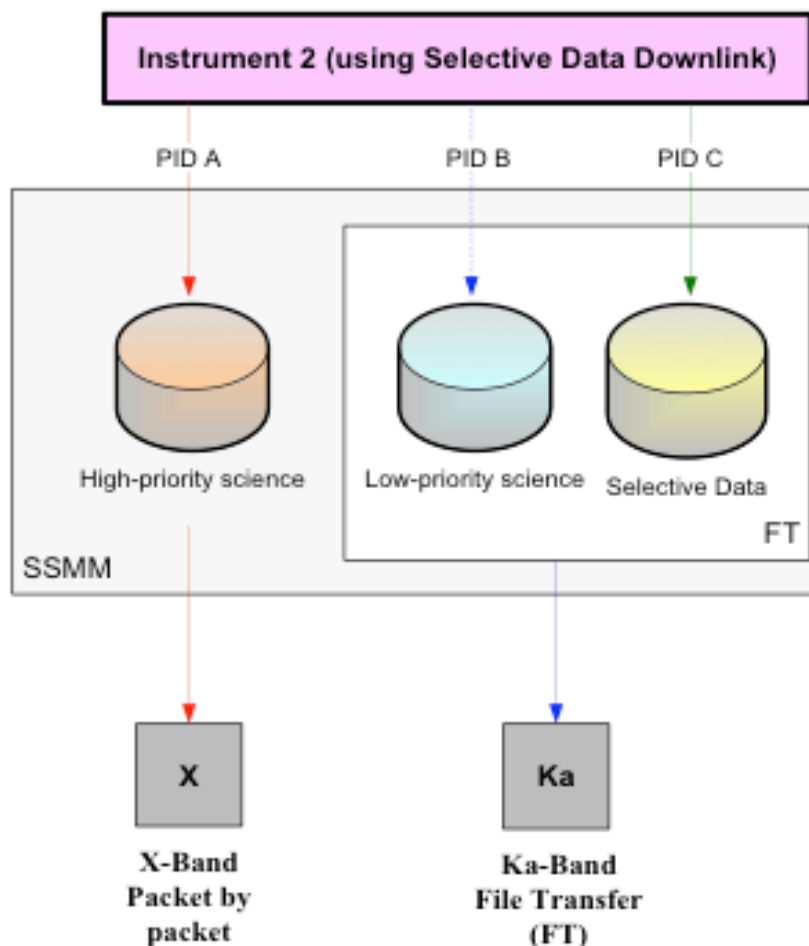 Instrument 2 (using Selective Data Downlink)
PID A
PID B
PID C
High-priority science
Low-priority science
Selective Data
FT
SSMM
X
Ka
X-Band
Packet by
packet
Ka-Band
File Transfer
(FT)